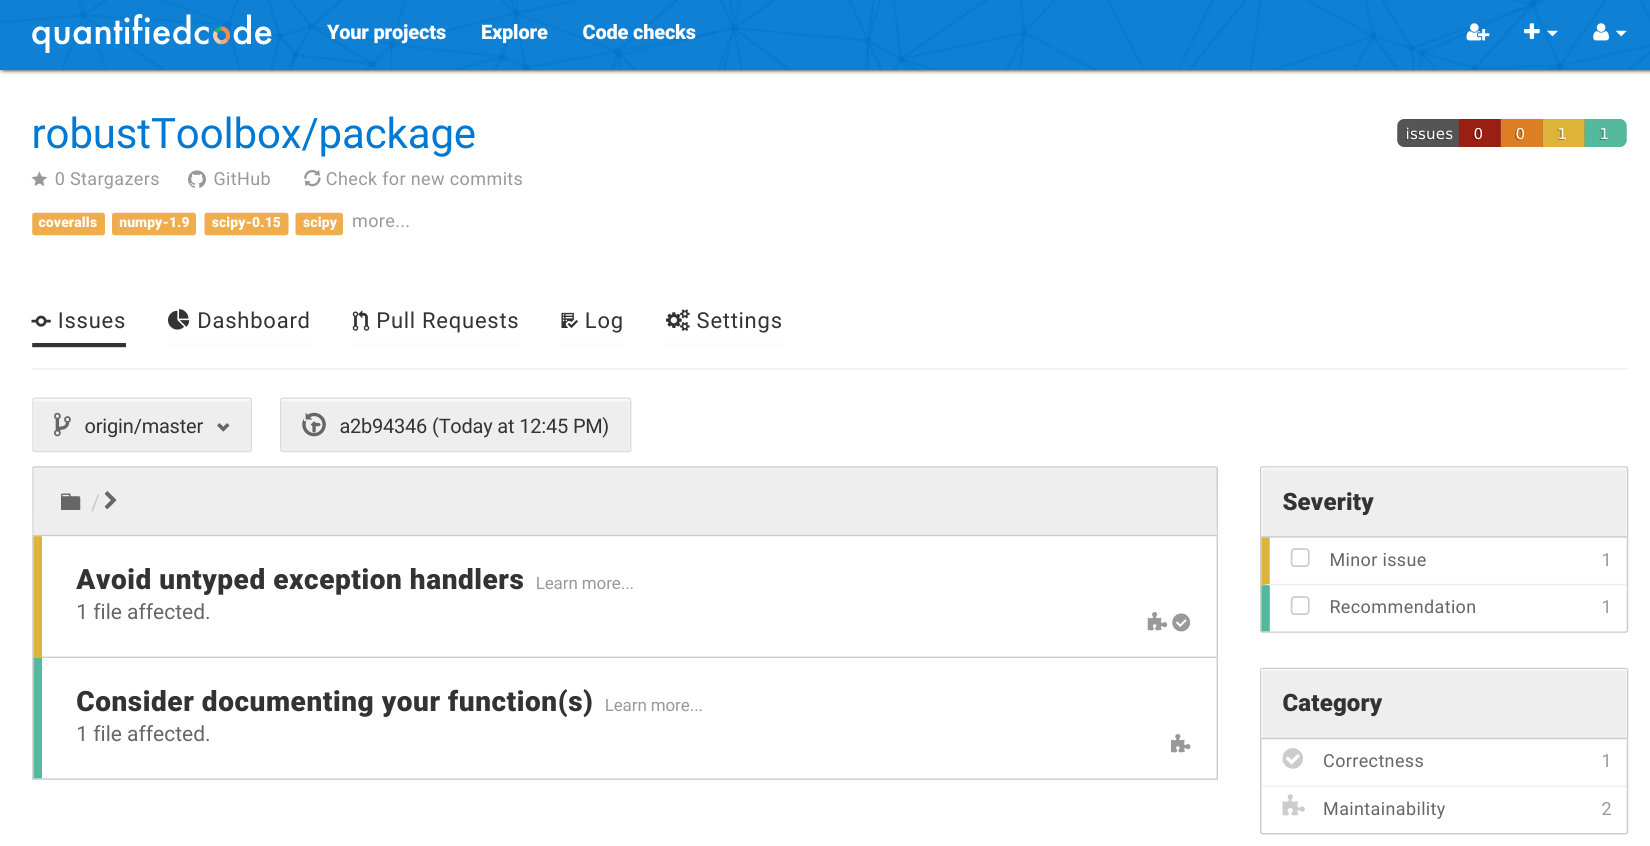 quantifiedcode Your projects Explore Code checks
robustToolbox/package
issues 0 0 1 1
0 Stargazers GitHub Check for new commits
coveralls numpy-1.9 scipy-0.15 scipy more...
Issues Dashboard Pull Requests Log Settings
origin/master a2b94346 (Today at 12:45 PM)
/
Avoid untyped exception handlers Learn more...
1 file affected.
Consider documenting your function(s) Learn more...
1 file affected.
Severity
Minor issue 1
Recommendation 1
Category
Correctness 1
Maintainability 2